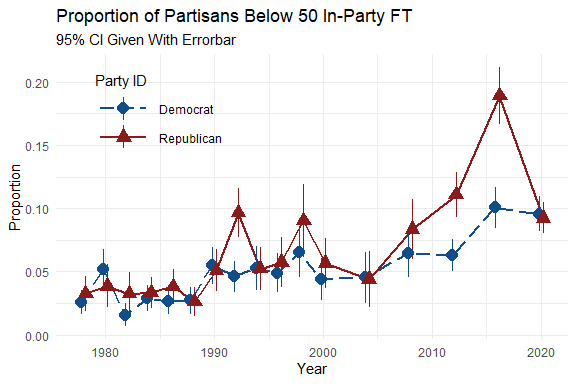 Proportion of Partisans Below 50 In-Party FT
95% CI Given With Errorbar
Party ID
Democrat
Republican
Proportion
0.20
0.15
0.10
0.05
0.00
1980 1990 2000 2010 2020
Year